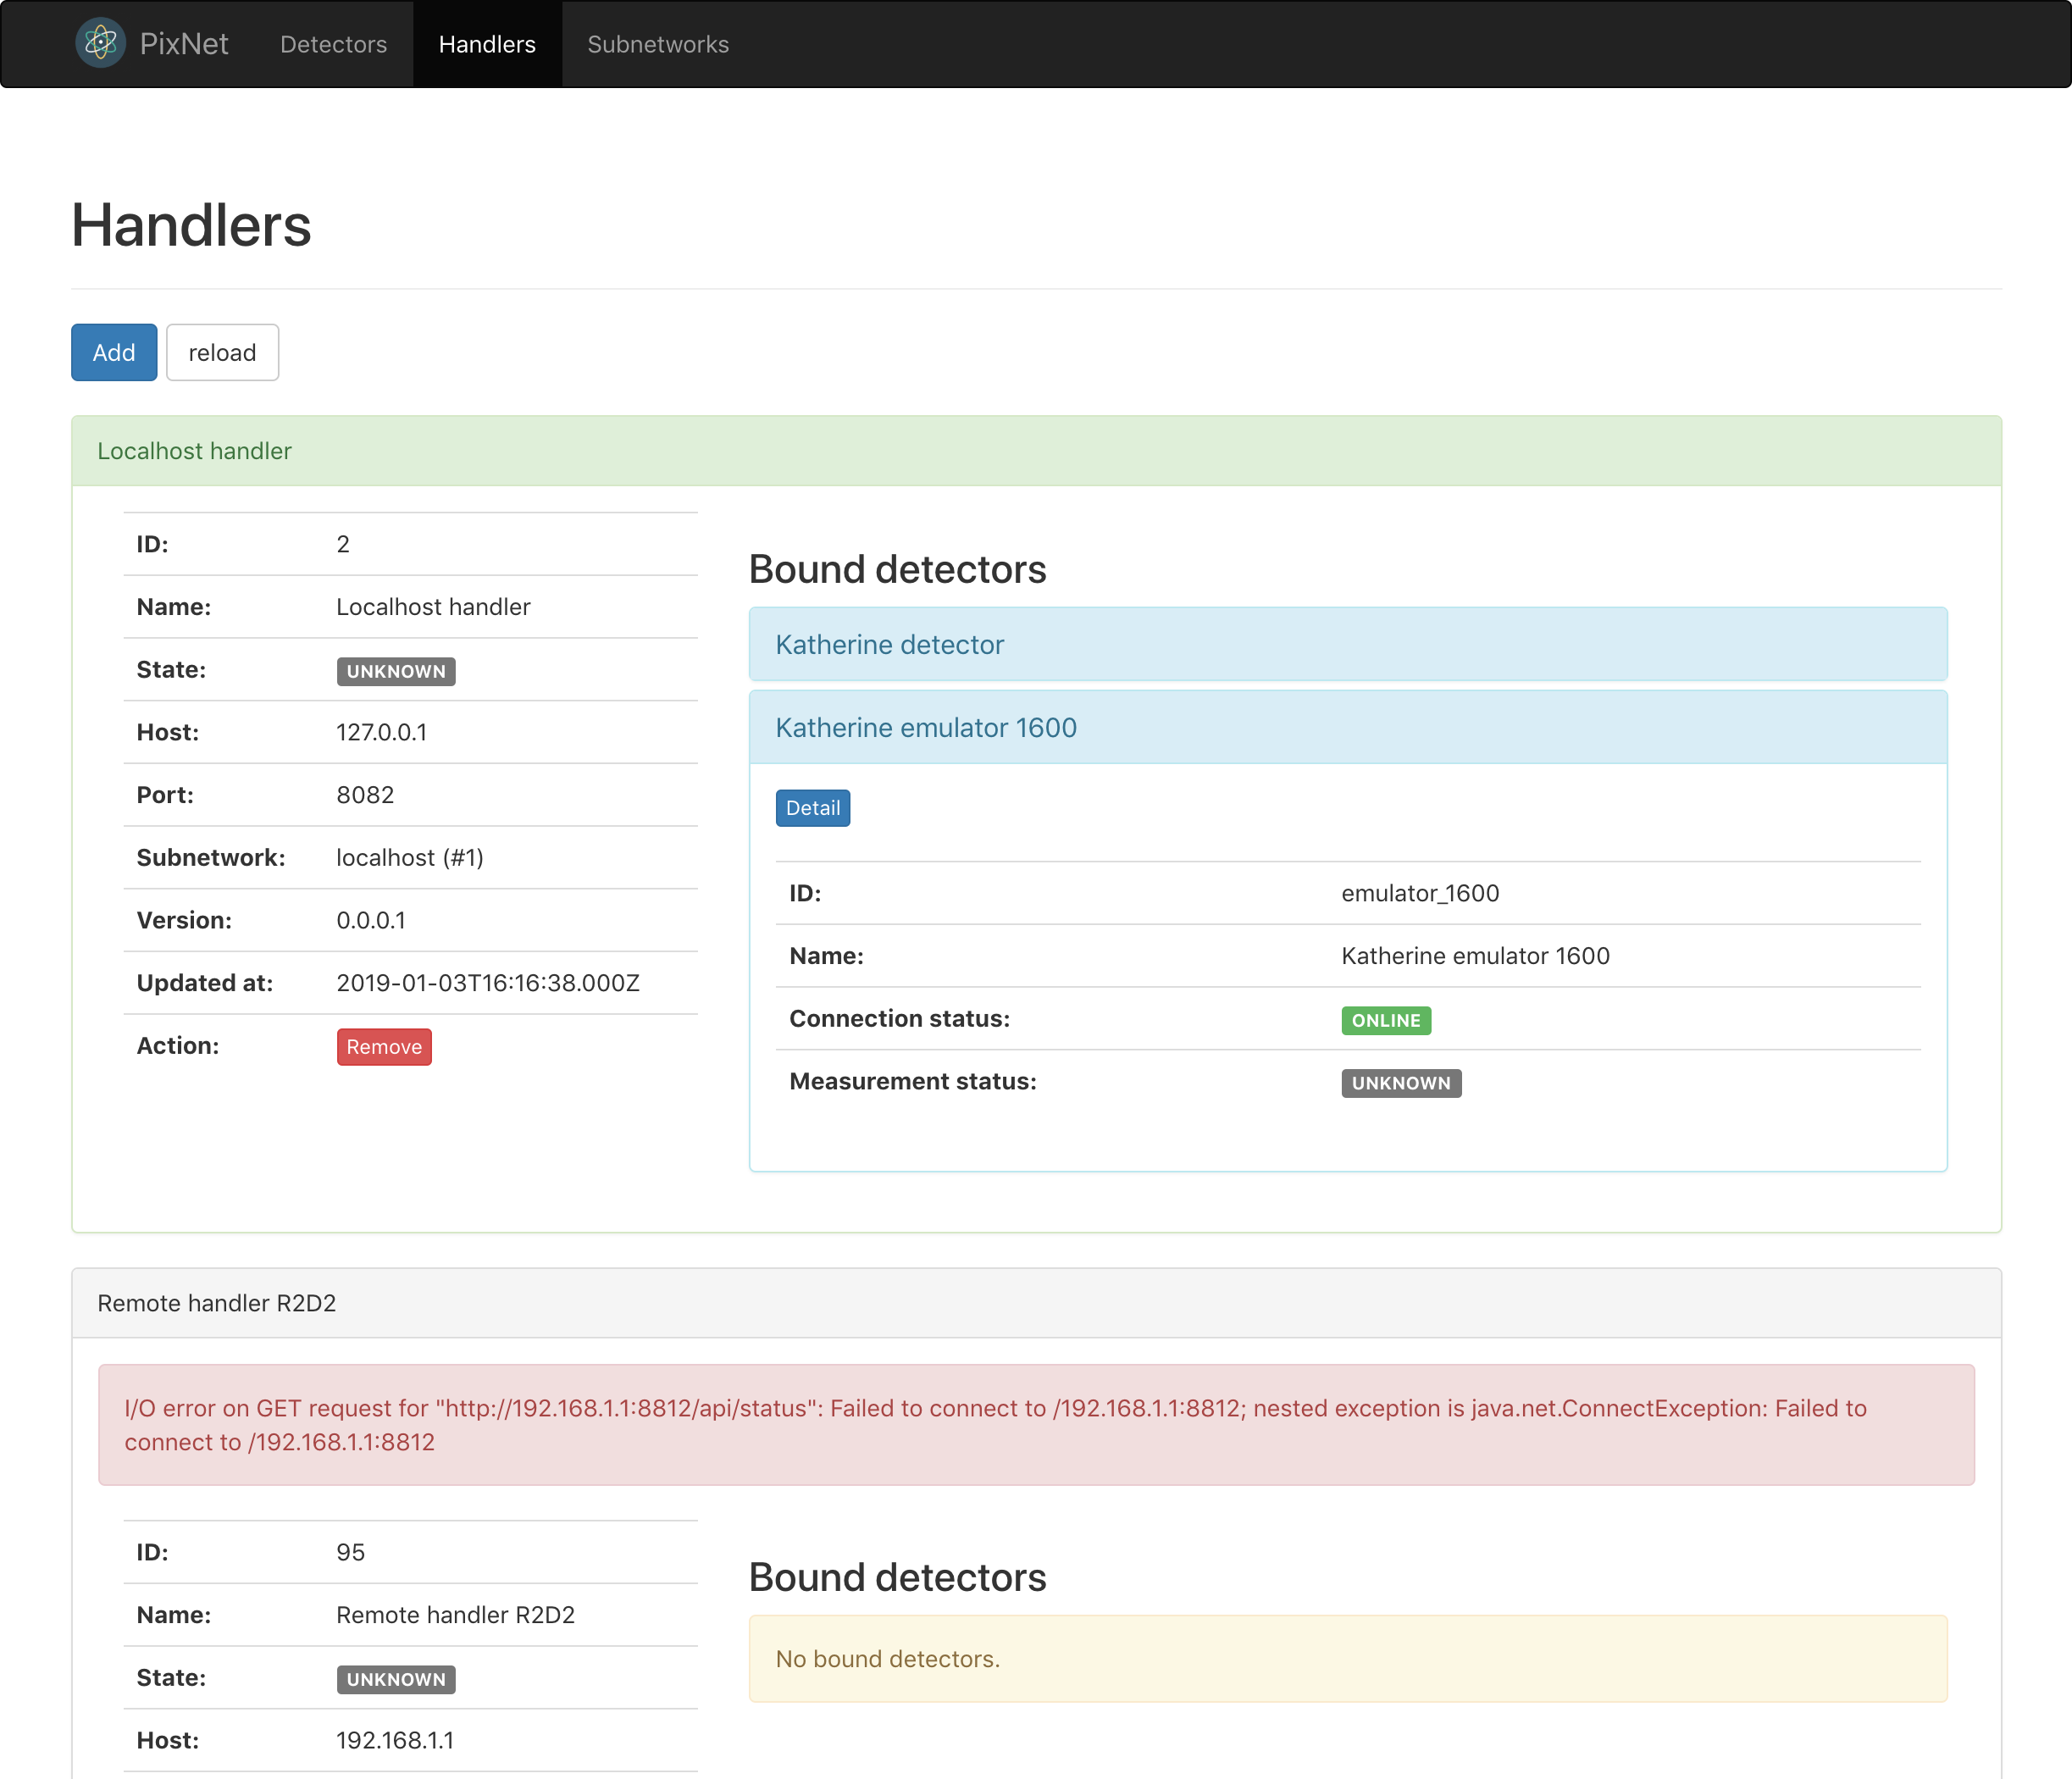 PixNet Detectors Handlers Subnetworks
Handlers
Add reload
Localhost handler
ID: 2
Name: Localhost handler
State: UNKNOWN
Host: 127.0.0.1
Port: 8082
Subnetwork: localhost (#1)
Version: 0.0.0.1
Updated at: 2019-01-03T16:16:38.000Z
Action: Remove
Bound detectors
Katherine detector
Katherine emulator 1600
Detail
ID: emulator_1600
Name: Katherine emulator 1600
Connection status: ONLINE
Measurement status: UNKNOWN
Remote handler R2D2
I/O error on GET request for "http://192.168.1.1:8812/api/status": Failed to connect to /192.168.1.1:8812; nested exception is java.net.ConnectException: Failed to
connect to /192.168.1.1:8812
ID: 95
Name: Remote handler R2D2
State: UNKNOWN
Host: 192.168.1.1
Bound detectors
No bound detectors.